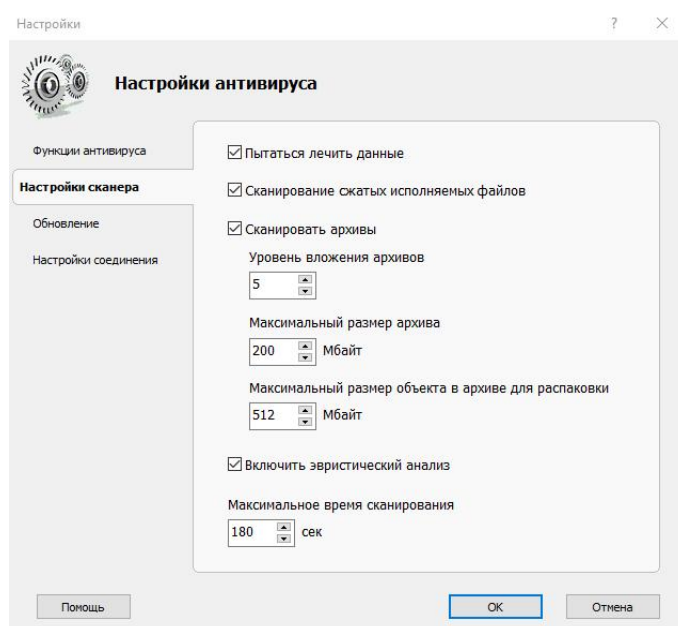 Настройки
?
Настройки антивируса
Функции антивируса
Настройки сканера
Обновление
Настройки соединения
Пытаться лечить данные
Сканирование сжатых исполняемых файлов
Сканировать архивы
Уровень вложения архивов
5
Максимальный размер архива
200 Мбайт
Максимальный размер объекта в архиве для распаковки
512 Мбайт
Включить эвристический анализ
Максимальное время сканирования
180 сек
Помощь
OK
Отмена